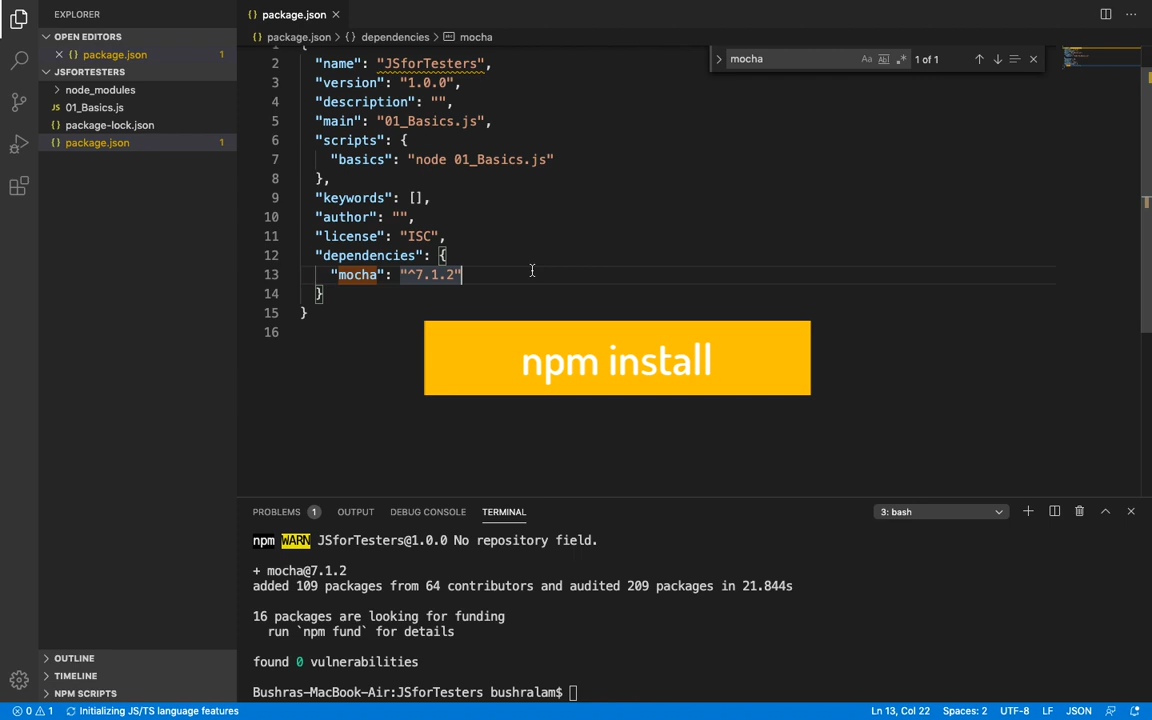 EXPLORER
OPEN EDITORS
{} package.json 1
JSFORTESTERS
node_modules
JS 01_Basics.js
{} package-lock.json
{} package.json 1
OUTLINE
TIMELINE
NPM SCRIPTS
{} package.json
{} package.json > {} dependencies > mocha
mocha
Aa Ab .* 1 of 1
1 {
2 "name": "JSforTesters",
3 "version": "1.0.0",
4 "description": "",
5 "main": "01_Basics.js",
6 "scripts": {
7 "basics": "node 01_Basics.js"
8 },
9 "keywords": [],
10 "author": "",
11 "license": "ISC",
12 "dependencies": {
13 "mocha": "^7.1.2"
14 }
15 }
16
npm install
PROBLEMS 1 OUTPUT DEBUG CONSOLE TERMINAL 3: bash
npm WARN JSforTesters@1.0.0 No repository field.
+ mocha@7.1.2
added 109 packages from 64 contributors and audited 209 packages in 21.844s
16 packages are looking for funding
run `npm fund` for details
found 0 vulnerabilities
Bushras-MacBook-Air:JSforTesters bushralam$
0 1 Initializing JS/TS language features Ln 13, Col 22 Spaces: 2 UTF-8 LF JSON